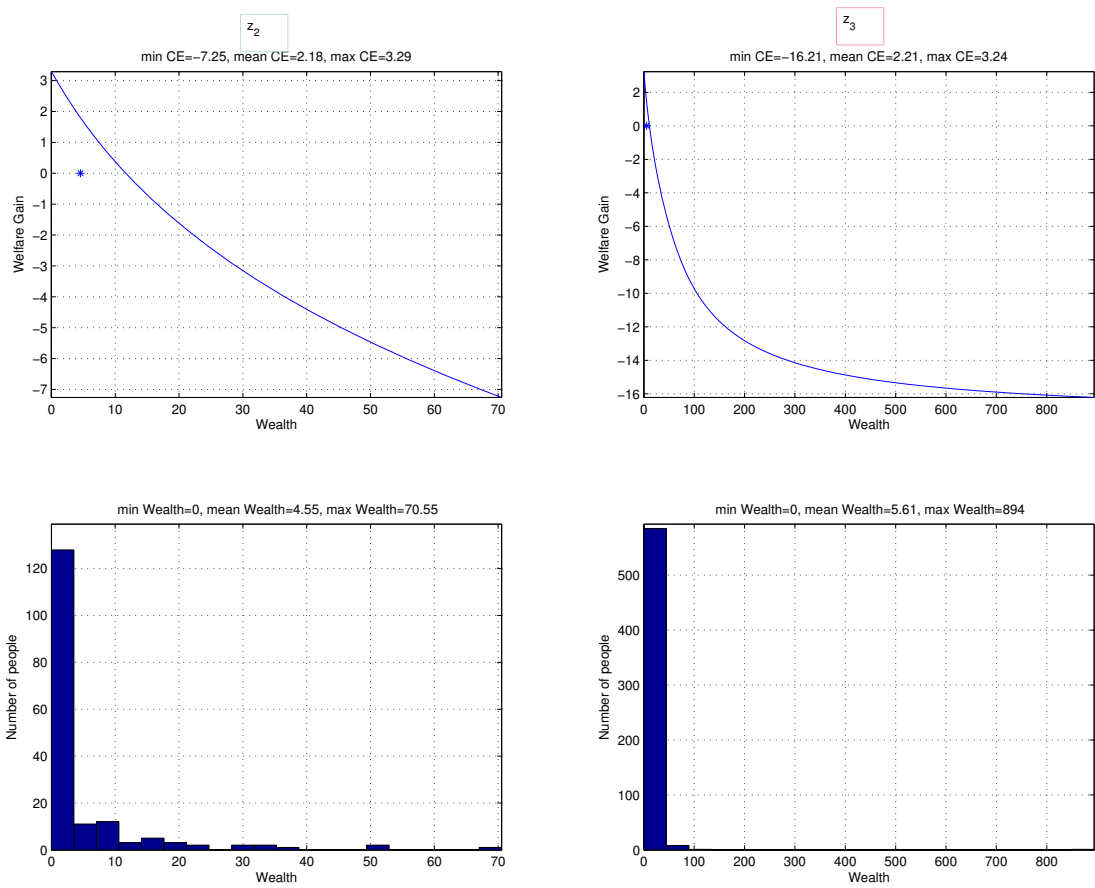 z2
min CE=−7.25, mean CE=2.18, max CE=3.29
3
2
1
0
−1
−2
−3
−4
−5
−6
−7
Welfare Gain
0 10 20 30 40 50 60 70
Wealth
z3
min CE=−16.21, mean CE=2.21, max CE=3.24
2
0
−2
−4
−6
−8
−10
−12
−14
−16
Welfare Gain
0 100 200 300 400 500 600 700 800
Wealth
min Wealth=0, mean Wealth=4.55, max Wealth=70.55
120
100
80
60
40
20
0
Number of people
0 10 20 30 40 50 60 70
Wealth
min Wealth=0, mean Wealth=5.61, max Wealth=894
500
400
300
200
100
0
Number of people
0 100 200 300 400 500 600 700 800
Wealth